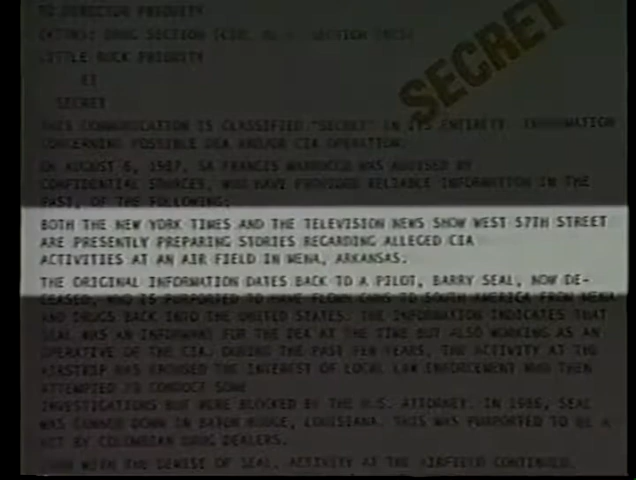 TO DIRECTOR PRIORITY
LITTLE ROCK PRIORITY
SECRET
SECRET
THIS COMMUNICATION IS CLASSIFIED "SECRET" IN ITS ENTIRETY. INFORMATION
CONCERNING POSSIBLE DEA AND/OR CIA OPERATION.
ON AUGUST 6, 1987, SA FRANCIS WAS ADVISED BY
CONFIDENTIAL SOURCES, WHO HAVE PROVIDED RELIABLE INFORMATION IN THE
PAST, OF THE FOLLOWING:
BOTH THE NEW YORK TIMES AND THE TELEVISION NEWS SHOW WEST 57TH STREET
ARE PRESENTLY PREPARING STORIES REGARDING ALLEGED CIA
ACTIVITIES AT AN AIR FIELD IN MENA, ARKANSAS.
THE ORIGINAL INFORMATION DATES BACK TO A PILOT, BARRY SEAL, NOW DE-
CEASED, WHO IS PURPORTED TO HAVE FLOWN GUNS TO SOUTH AMERICA FROM MENA
AND DRUGS BACK INTO THE UNITED STATES. THE INFORMATION INDICATES THAT
SEAL WAS AN INFORMANT FOR THE DEA AT THE TIME BUT ALSO WORKING AS AN
OPERATIVE OF THE CIA. DURING THE PAST TEN YEARS, THE ACTIVITY AT THE
AIRSTRIP HAS AROUSED THE INTEREST OF LOCAL LAW ENFORCEMENT WHO THEN
ATTEMPTED TO CONDUCT SOME
INVESTIGATIONS BUT WERE BLOCKED BY THE U.S. ATTORNEY. IN 1986, SEAL
WAS GUNNED DOWN IN BATON ROUGE, LOUISIANA. THIS WAS PURPORTED TO BE A
HIT BY COLOMBIAN DRUG DEALERS.
EVEN WITH THE DEMISE OF SEAL, ACTIVITY AT THE AIRFIELD CONTINUED.